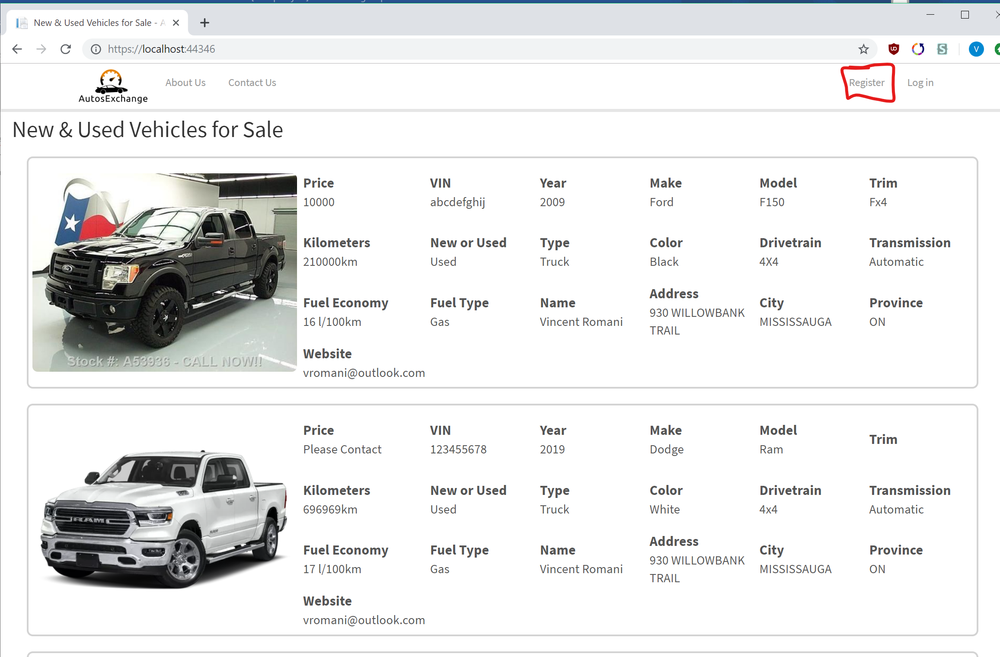 New & Used Vehicles for Sale - A
https://localhost:44346
V
AutosExchange
About Us
Contact Us
Register
Log in
New & Used Vehicles for Sale
Price
VIN
Year
Make
Model
Trim
10000
abcdefghij
2009
Ford
F150
Fx4
Kilometers
New or Used
Type
Color
Drivetrain
Transmission
210000km
Used
Truck
Black
4X4
Automatic
Fuel Economy
Fuel Type
Name
Address
City
Province
16 l/100km
Gas
Vincent Romani
930 WILLOWBANK
TRAIL
MISSISSAUGA
ON
Website
vromani@outlook.com
Ford
Stock #: A53936 - CALL NOW!!
Price
VIN
Year
Make
Model
Trim
Please Contact
123455678
2019
Dodge
Ram
Kilometers
New or Used
Type
Color
Drivetrain
Transmission
696969km
Used
Truck
White
4x4
Automatic
Fuel Economy
Fuel Type
Name
Address
City
Province
17 l/100km
Gas
Vincent Romani
930 WILLOWBANK
TRAIL
MISSISSAUGA
ON
Website
vromani@outlook.com
RAM